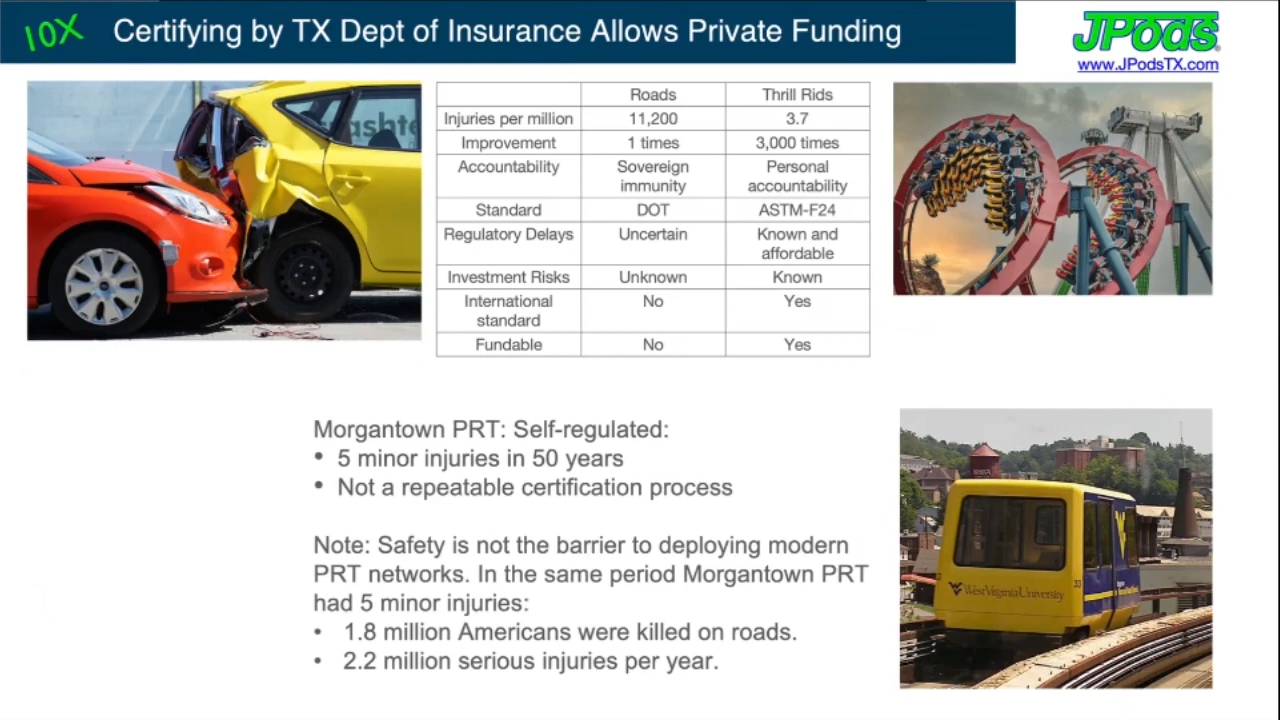 10X
Certifying by TX Dept of Insurance Allows Private Funding
JPods
www.JPodsTX.com
Roads Thrill Rids
Injuries per million 11,200 3.7
Improvement 1 times 3,000 times
Accountability Sovereign immunity Personal accountability
Standard DOT ASTM-F24
Regulatory Delays Uncertain Known and affordable
Investment Risks Unknown Known
International standard No Yes
Fundable No Yes
Morgantown PRT: Self-regulated:
• 5 minor injuries in 50 years
• Not a repeatable certification process
Note: Safety is not the barrier to deploying modern
PRT networks. In the same period Morgantown PRT
had 5 minor injuries:
• 1.8 million Americans were killed on roads.
• 2.2 million serious injuries per year.
West Virginia University
33